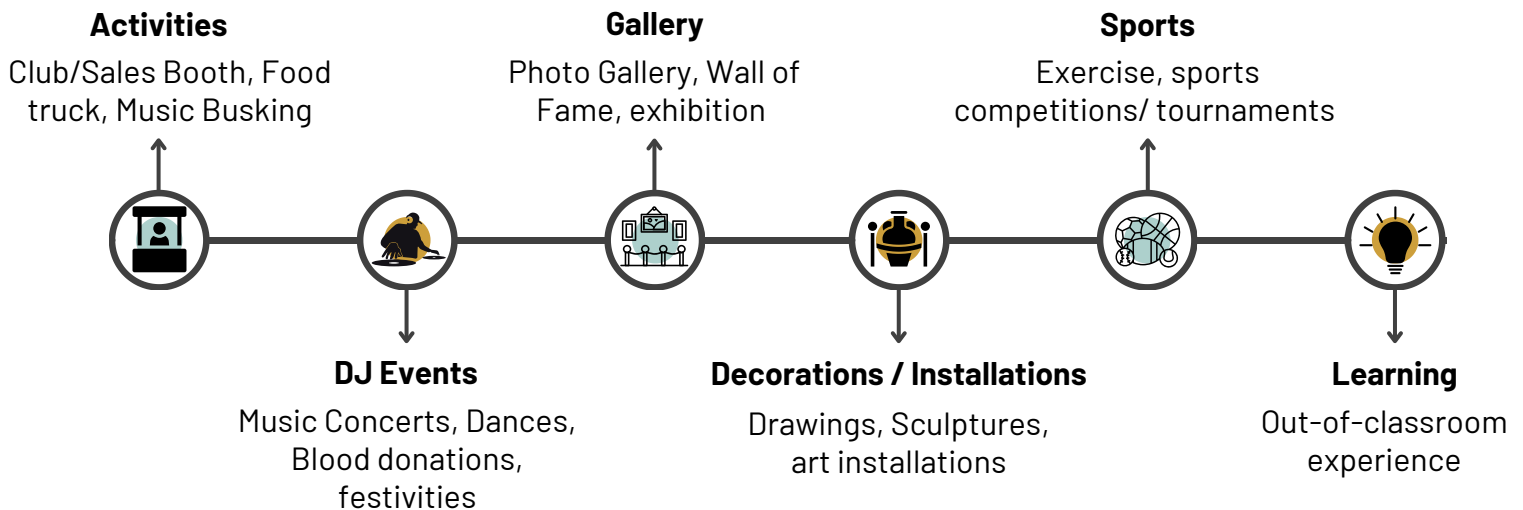 Activities
Club/Sales Booth, Food
truck, Music Busking
Gallery
Photo Gallery, Wall of
Fame, exhibition
Sports
Exercise, sports
competitions/ tournaments
DJ Events
Music Concerts, Dances,
Blood donations,
festivities
Decorations / Installations
Drawings, Sculptures,
art installations
Learning
Out-of-classroom
experience